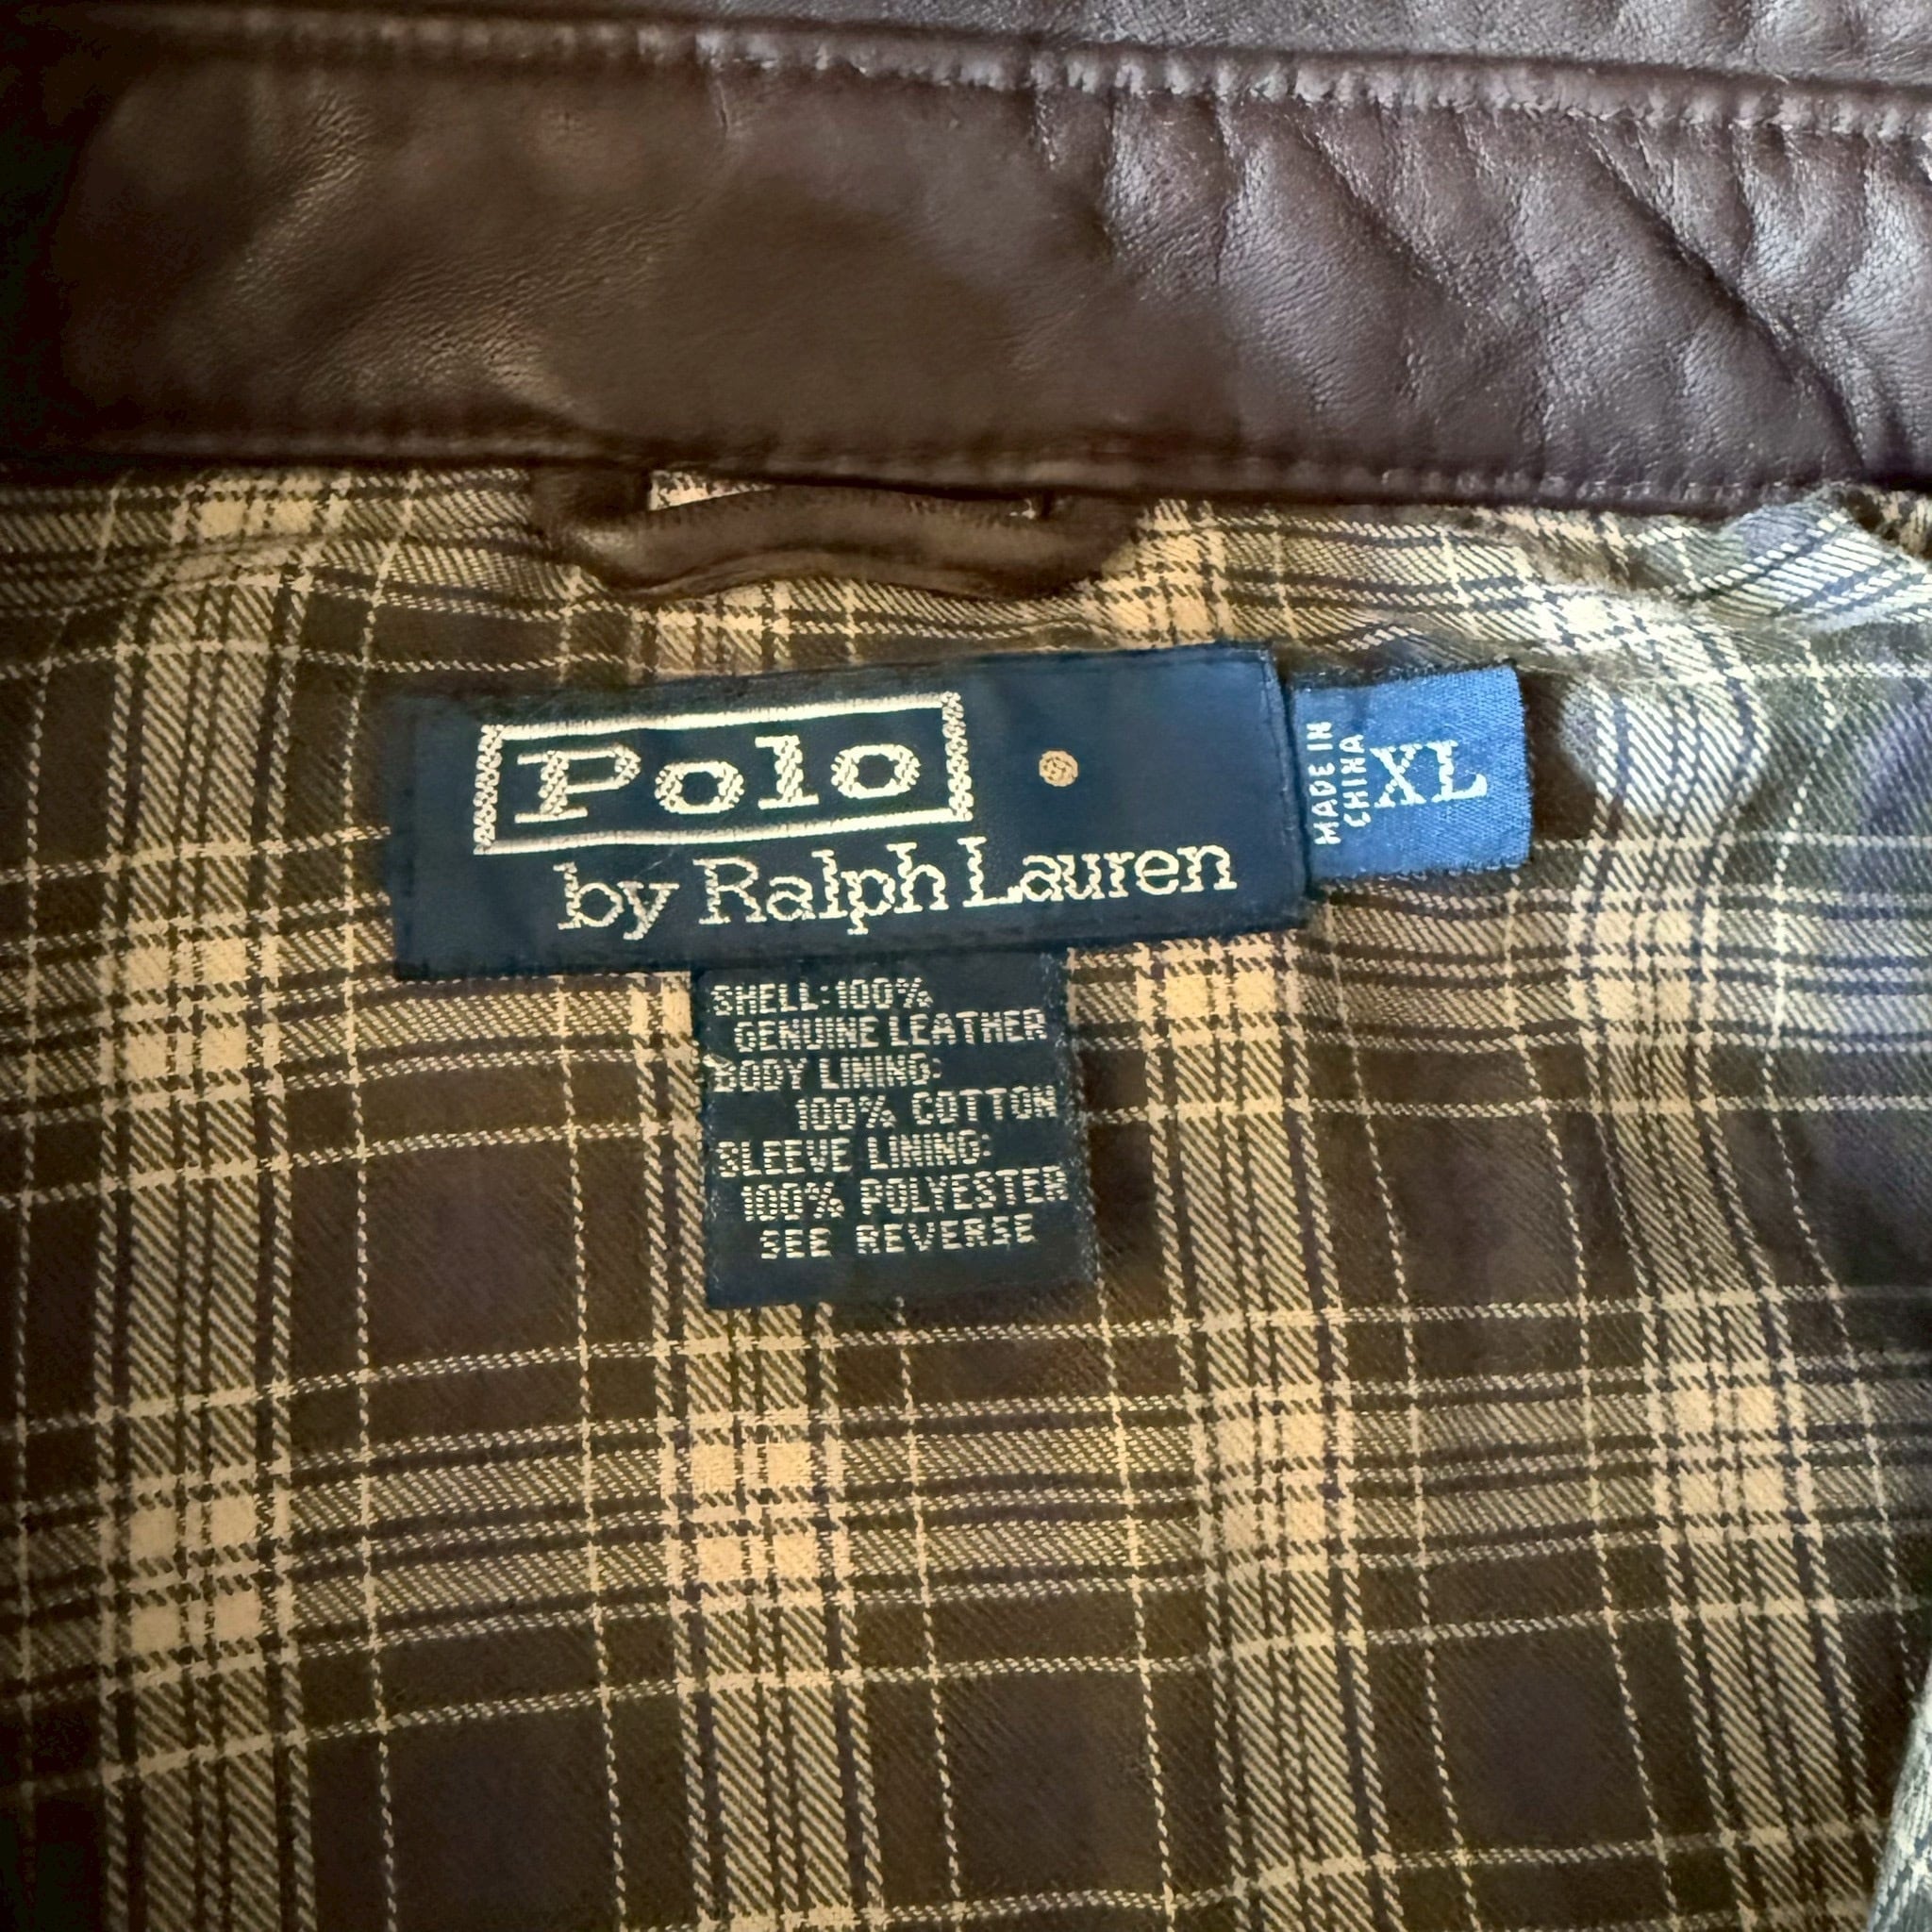 Polo
by Ralph Lauren
MADE IN
CHINA
XL
SHELL:100%
GENUINE LEATHER
BODY LINING:
100% COTTON
SLEEVE LINING:
100% POLYESTER
SEE REVERSE